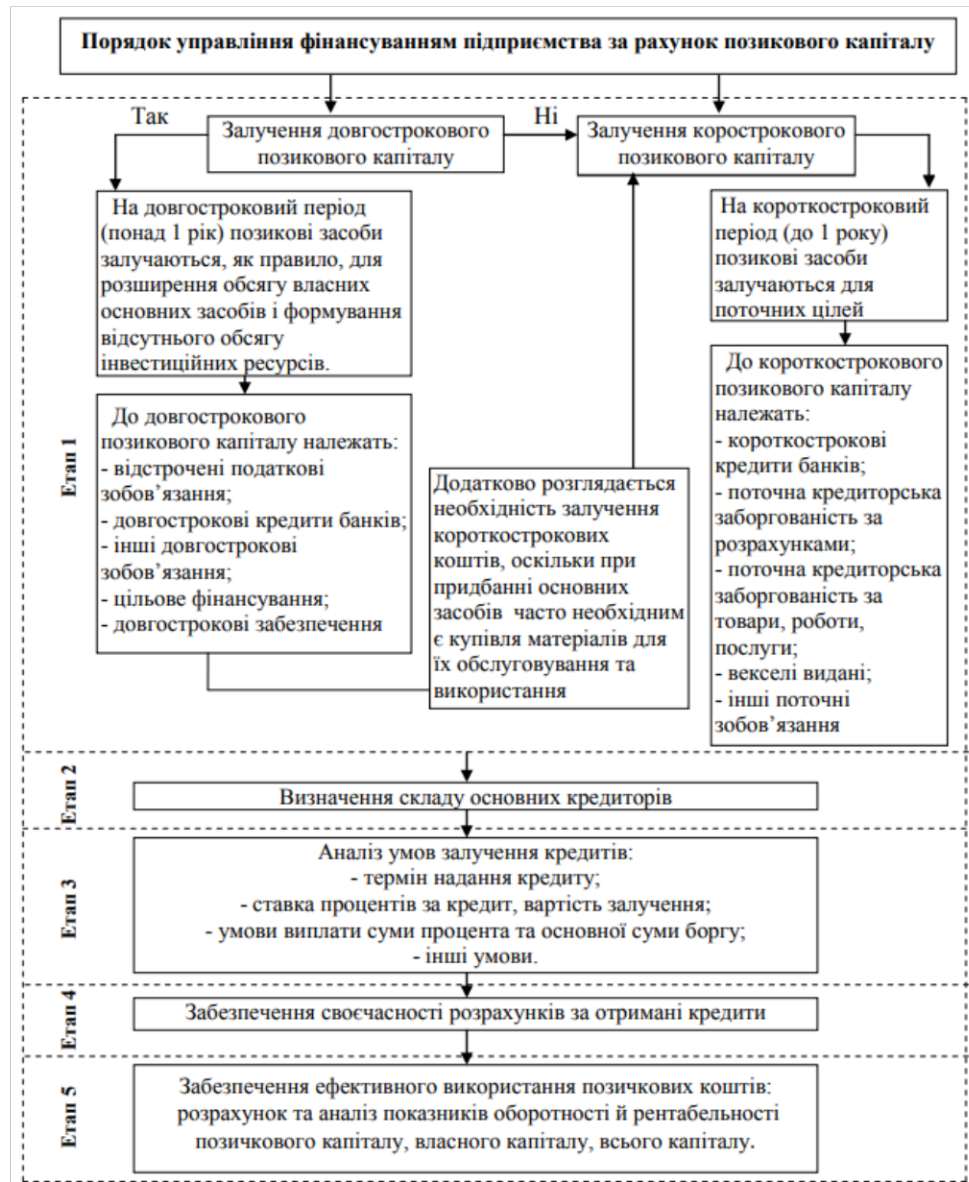 Порядок управління фінансуванням підприємства за рахунок позикового капіталу
Так
Залучення довгострокового
позикового капіталу
Ні
Залучення корострокового
позикового капіталу
На довгостроковий період
(понад 1 рік) позикові засоби
залучаються, як правило, для
розширення обсягу власних
основних засобів і формування
відсутнього обсягу
інвестиційних ресурсів.
На короткостроковий
період (до 1 року)
позикові засоби
залучаються для
поточних цілей
Етап 1
До довгострокового
позикового капіталу належать:
- відстрочені податкові
зобов’язання;
- довгострокові кредити банків;
- інші довгострокові
зобов’язання;
- цільове фінансування;
- довгострокові забезпечення
Додатково розглядається
необхідність залучення
короткострокових
коштів, оскільки при
придбанні основних
засобів часто необхідним
є купівля матеріалів для
їх обслуговування та
використання
До короткострокового
позикового капіталу
належать:
- короткострокові
кредити банків;
- поточна кредиторська
заборгованість за
розрахунками;
- поточна кредиторська
заборгованість за
товари, роботи,
послуги;
- векселі видані;
- інші поточні
зобов’язання
Етап 2
Визначення складу основних кредиторів
Етап 3
Аналіз умов залучення кредитів:
- термін надання кредиту;
- ставка процентів за кредит, вартість залучення;
- умови виплати суми процента та основної суми боргу;
- інші умови.
Етап 4
Забезпечення своєчасності розрахунків за отримані кредити
Етап 5
Забезпечення ефективного використання позичкових коштів:
розрахунок та аналіз показників оборотності й рентабельності
позичкового капіталу, власного капіталу, всього капіталу.